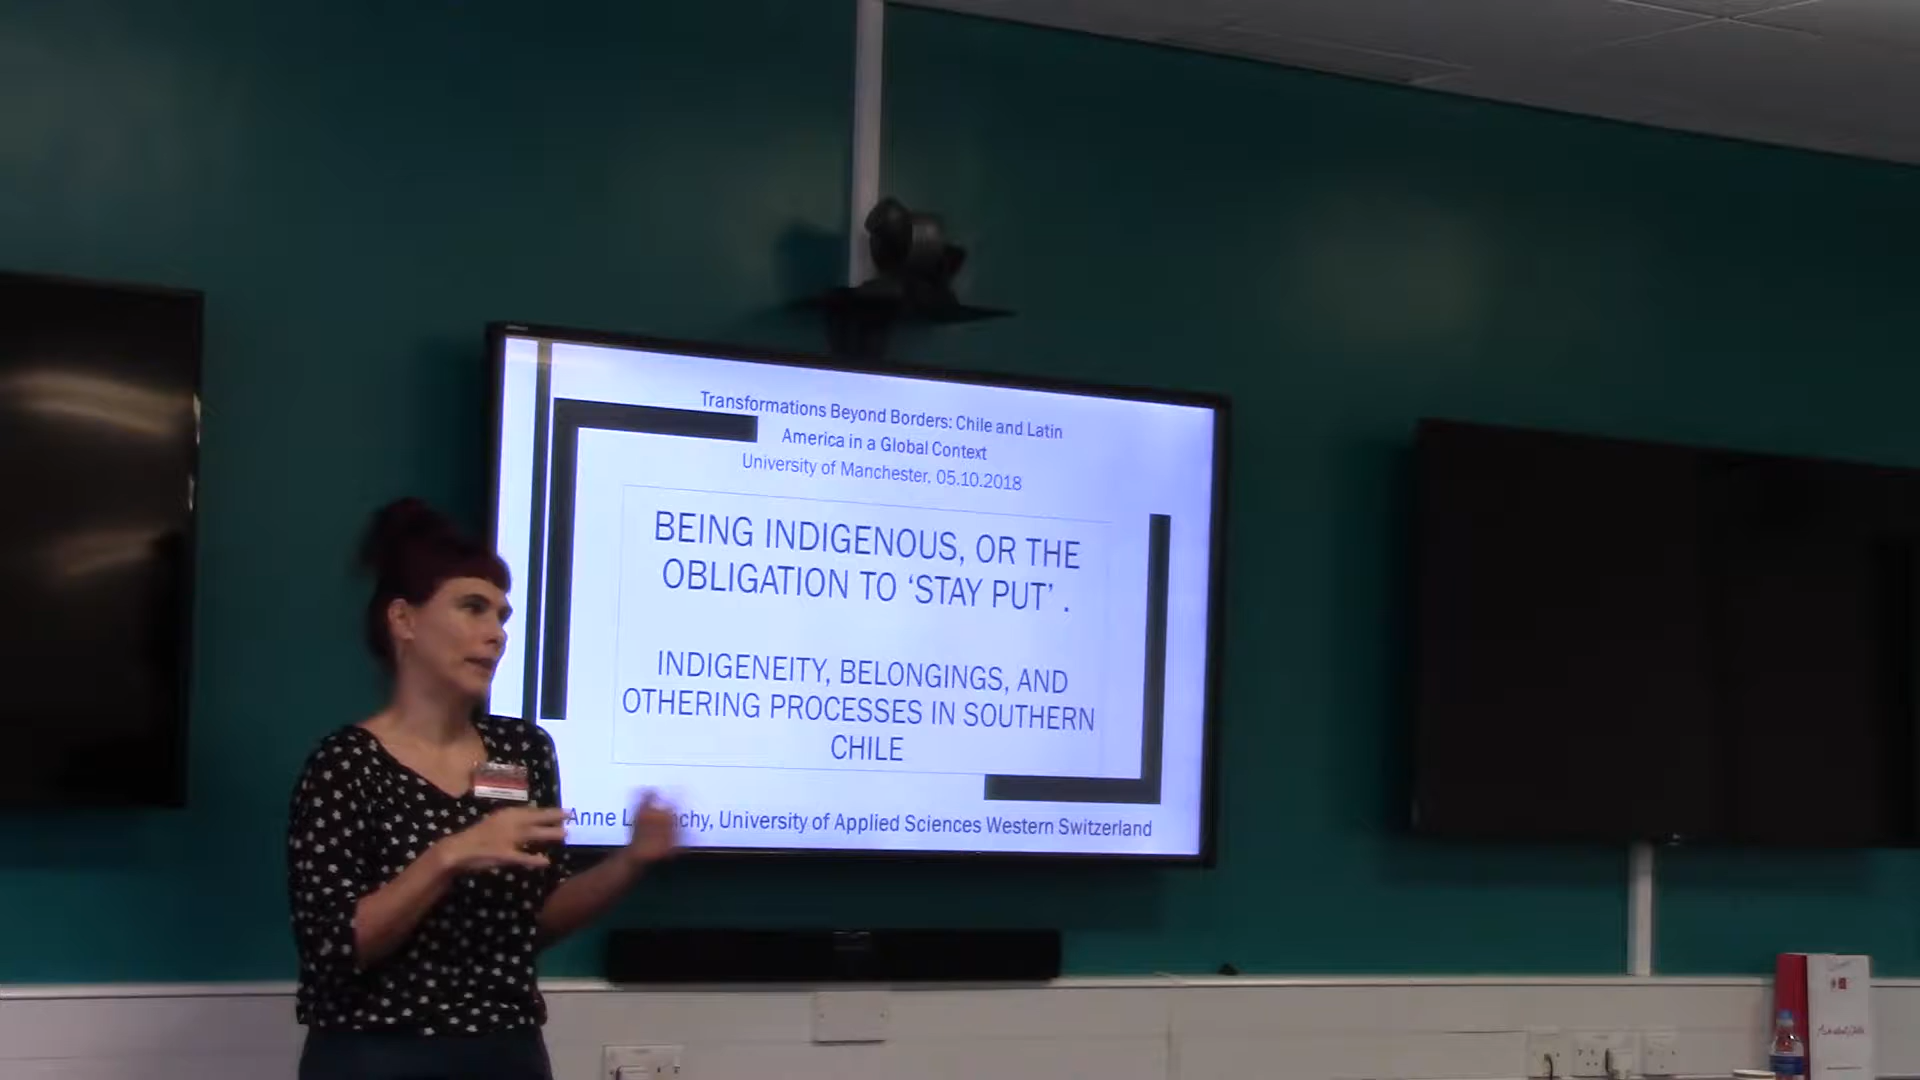 Transformations Beyond Borders: Chile and Latin
America in a Global Context
University of Manchester, 05.10.2018
BEING INDIGENOUS, OR THE
OBLIGATION TO ‘STAY PUT’ .
INDIGENEITY, BELONGINGS, AND
OTHERING PROCESSES IN SOUTHERN
CHILE
Anne University of Applied Sciences Western Switzerland